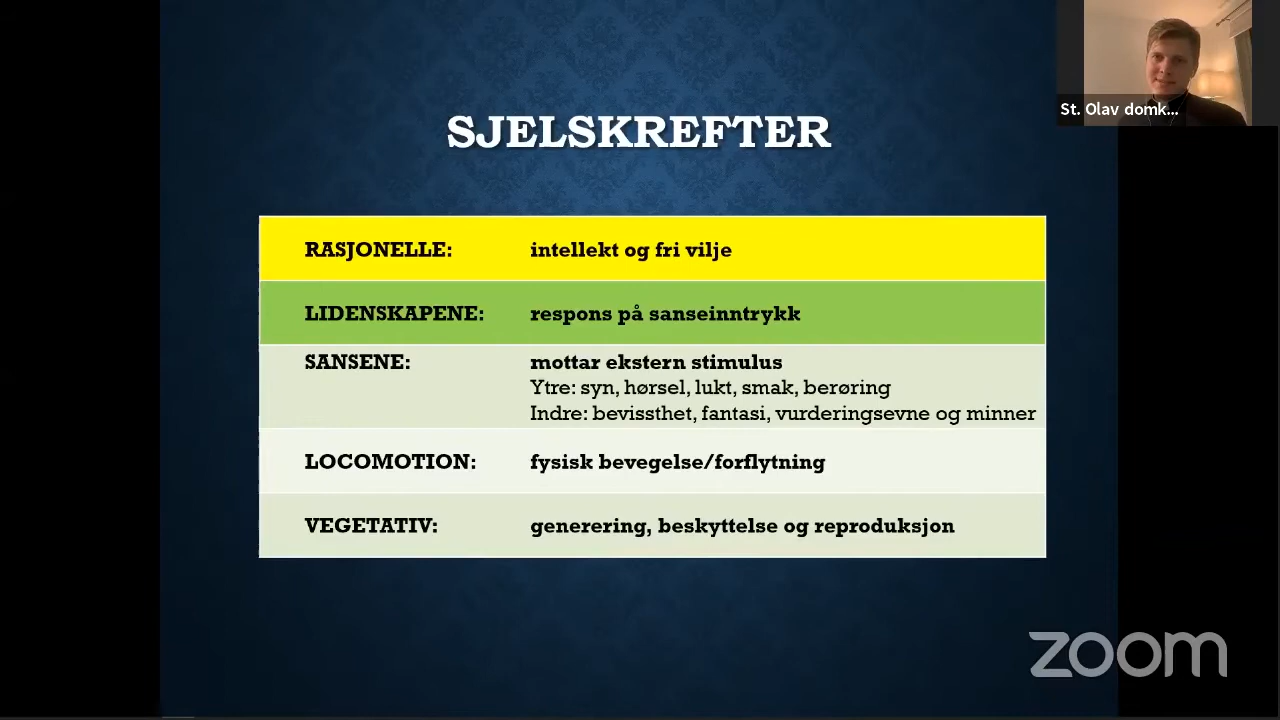 St. Olav domk...
SJELSKREFTER
RASJONELLE: intellekt og fri vilje
LIDENSKAPENE: respons på sanseinntrykk
SANSENE: mottar ekstern stimulus
Ytre: syn, hørsel, lukt, smak, berøring
Indre: bevissthet, fantasi, vurderingsevne og minner
LOCOMOTION: fysisk bevegelse/forflytning
VEGETATIV: generering, beskyttelse og reproduksjon
zoom